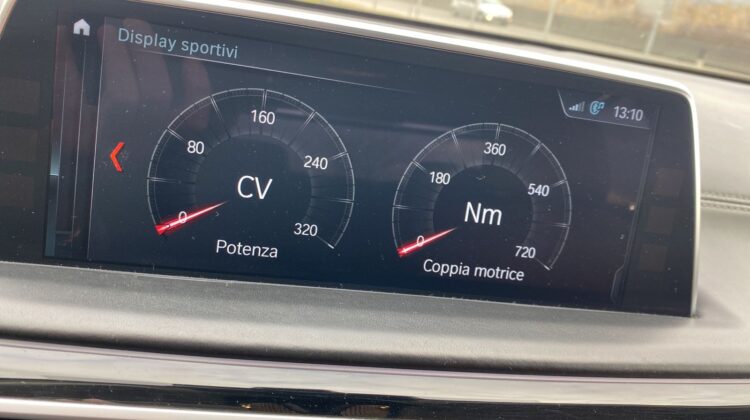 Display sportivi
13:10
0
80
160
240
320
CV
Potenza
0
180
360
540
720
Nm
Coppia motrice